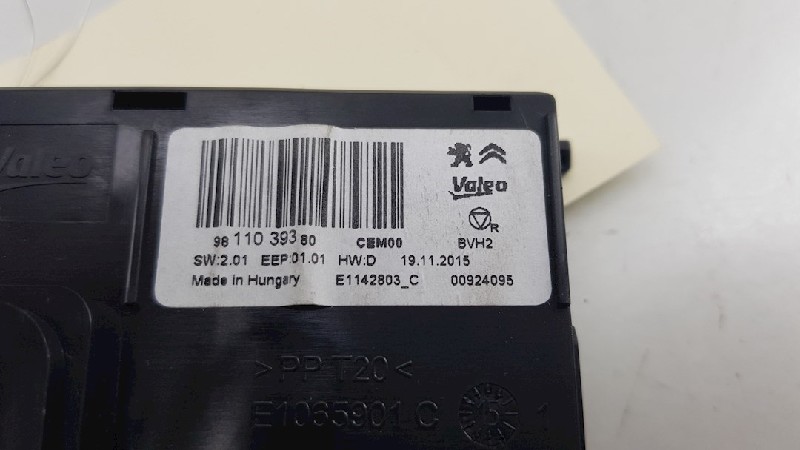 Valeo
Valeo
R
98 110 393 80 CEM00 BVH2
SW:2.01 EEP:01.01 HW:D 19.11.2015
Made in Hungary E1142803_C 00924095
>PP T20<
E1065901 C